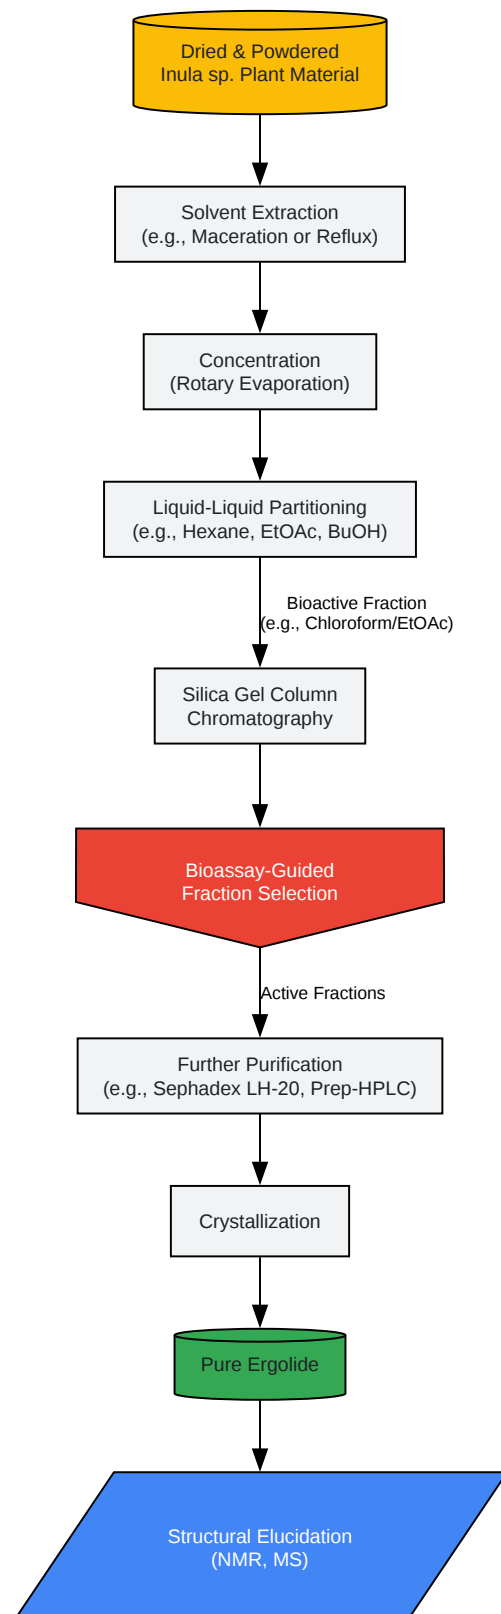 Dried & Powdered
Inula sp. Plant Material
Solvent Extraction
(e.g., Maceration or Reflux)
Concentration
(Rotary Evaporation)
Liquid-Liquid Partitioning
(e.g., Hexane, EtOAc, BuOH)
Bioactive Fraction
(e.g., Chloroform/EtOAc)
Silica Gel Column
Chromatography
Bioassay-Guided
Fraction Selection
Active Fractions
Further Purification
(e.g., Sephadex LH-20, Prep-HPLC)
Crystallization
Pure Ergolide
Structural Elucidation
(NMR, MS)